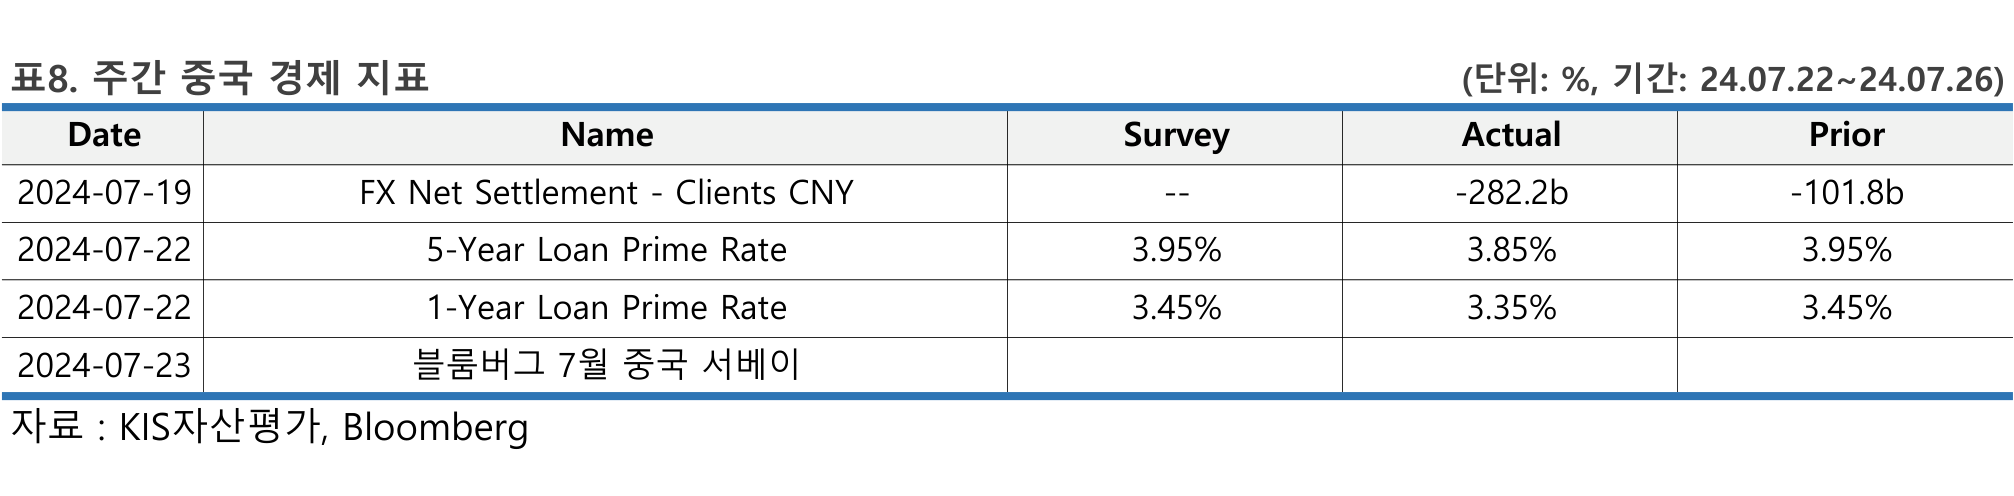 표8. 주간 중국 경제 지표 (단위: %, 기간: 24.07.22~24.07.26)
Date Name Survey Actual Prior
2024-07-19 FX Net Settlement - Clients CNY -- -282.2b -101.8b
2024-07-22 5-Year Loan Prime Rate 3.95% 3.85% 3.95%
2024-07-22 1-Year Loan Prime Rate 3.45% 3.35% 3.45%
2024-07-23 블룸버그 7월 중국 서베이
자료 : KIS자산평가, Bloomberg